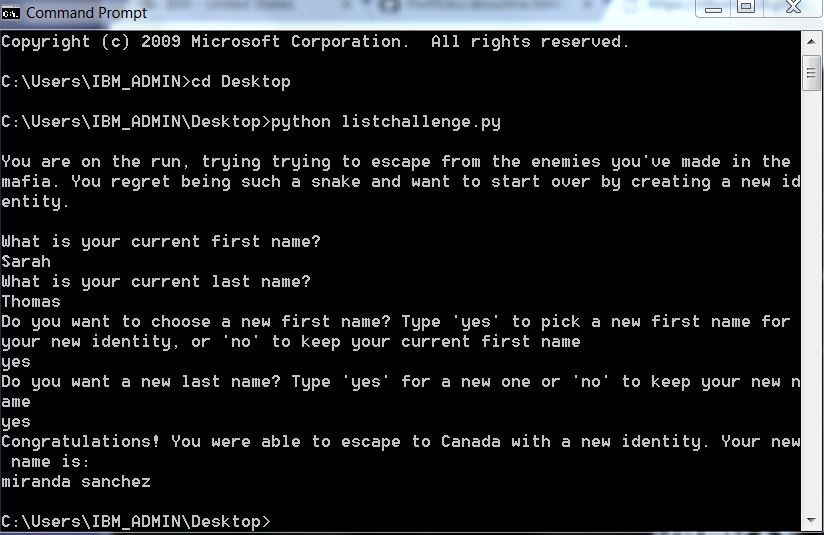 Command Prompt
Copyright (c) 2009 Microsoft Corporation.  All rights reserved.
C:\Users\IBM_ADMIN>cd Desktop
C:\Users\IBM_ADMIN\Desktop>python listchallenge.py
You are on the run, trying trying to escape from the enemies you've made in the
mafia. You regret being such a snake and want to start over by creating a new id
entity.
What is your current first name?
Sarah
What is your current last name?
Thomas
Do you want to choose a new first name? Type 'yes' to pick a new first name for
your new identity, or 'no' to keep your current first name
yes
Do you want a new last name? Type 'yes' for a new one or 'no' to keep your new n
ame
yes
Congratulations! You were able to escape to Canada with a new identity. Your new
 name is:
miranda sanchez
C:\Users\IBM_ADMIN\Desktop>